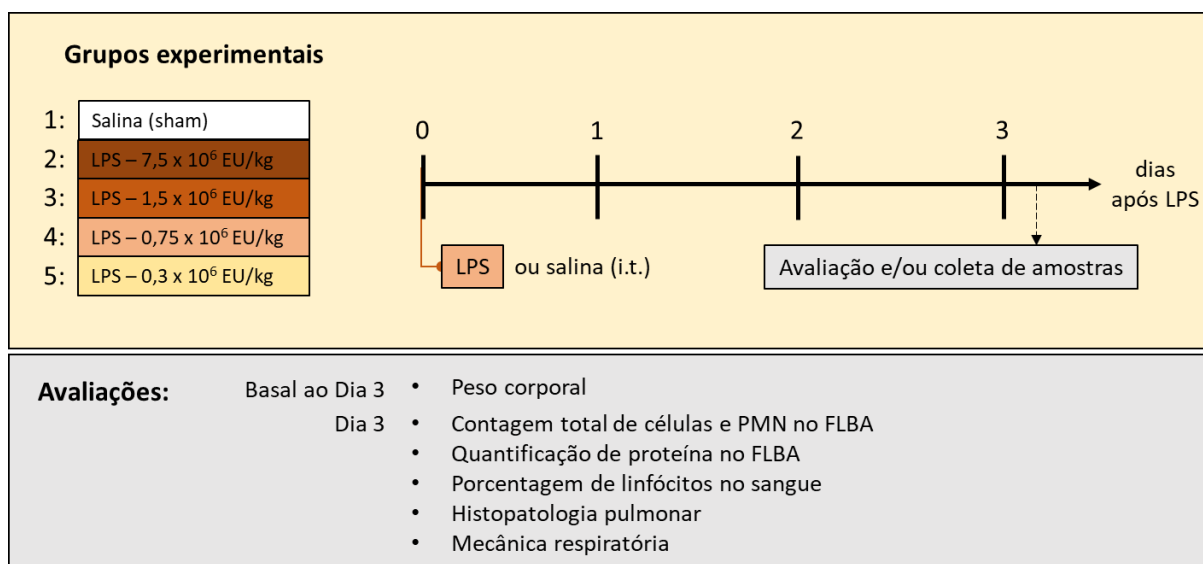 Grupos experimentais
1: Salina (sham)
2: LPS – 7,5 x 10⁶ EU/kg
3: LPS – 1,5 x 10⁶ EU/kg
4: LPS – 0,75 x 10⁶ EU/kg
5: LPS – 0,3 x 10⁶ EU/kg
0 1 2 3
dias
após LPS
LPS ou salina (i.t.)
Avaliação e/ou coleta de amostras
Avaliações:
Basal ao Dia 3 • Peso corporal
Dia 3 • Contagem total de células e PMN no FLBA
• Quantificação de proteína no FLBA
• Porcentagem de linfócitos no sangue
• Histopatologia pulmonar
• Mecânica respiratória